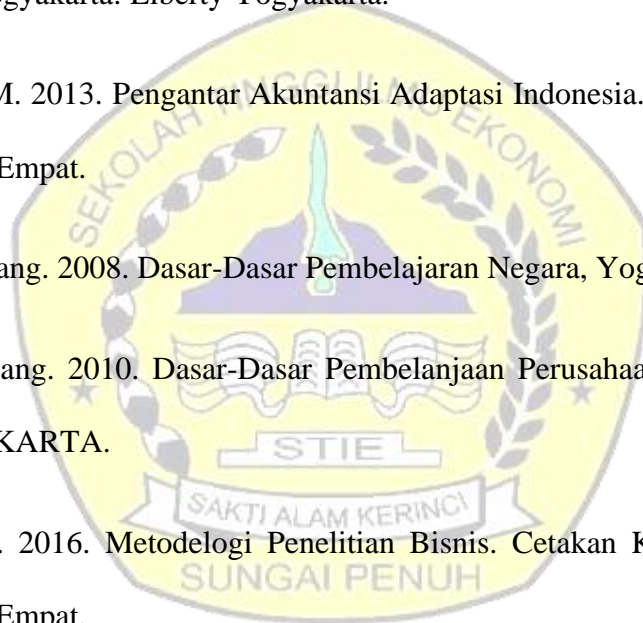 ogyakarta. Liberty Yogyakarta.
M. 2013. Pengantar Akuntansi Adaptasi Indonesia.
Empat.
ang. 2008. Dasar-Dasar Pembelajaran Negara, Yog
ang. 2010. Dasar-Dasar Pembelanjaan Perusahaa
KARTA.
. 2016. Metodelogi Penelitian Bisnis. Cetakan K
Empat.
SEKOLAH TINGGI ILMU EKONOMI
STIE
SAKTI ALAM KERINCI
SUNGAI PENUH